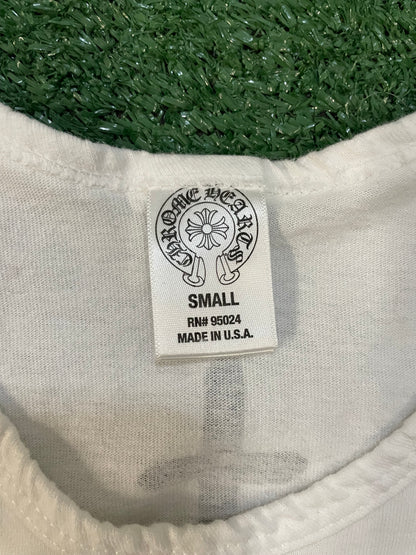 CHROME HEARTS
SMALL
RN# 95024
MADE IN U.S.A.